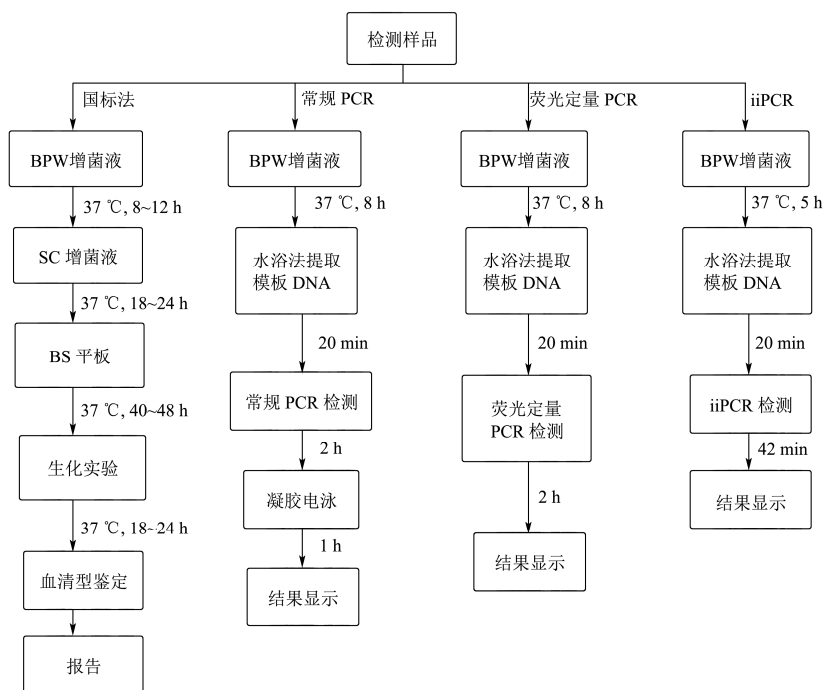 检测样品
国标法
BPW增菌液
37 ℃, 8~12 h
SC 增菌液
37 ℃, 18~24 h
BS 平板
37 ℃, 40~48 h
生化实验
37 ℃, 18~24 h
血清型鉴定
报告
常规 PCR
BPW增菌液
37 ℃, 8 h
水浴法提取
模板 DNA
20 min
常规 PCR 检测
2 h
凝胶电泳
1 h
结果显示
荧光定量 PCR
BPW增菌液
37 ℃, 8 h
水浴法提取
模板 DNA
20 min
荧光定量
PCR 检测
2 h
结果显示
iiPCR
BPW增菌液
37 ℃, 5 h
水浴法提取
模板 DNA
20 min
iiPCR 检测
42 min
结果显示